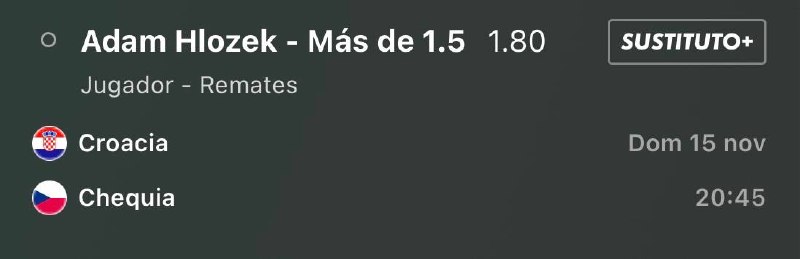 Adam Hlozek - Más de 1.5 1.80 SUSTITUTO+
Jugador - Remates
Croacia Dom 15 nov
Chequia 20:45